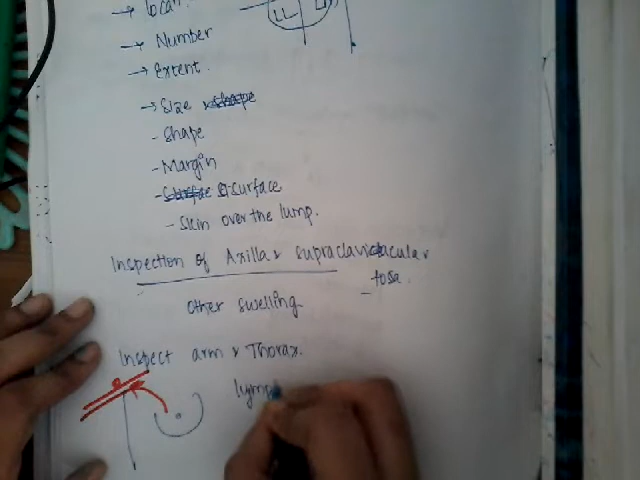 → Number
→ Extent.
→ Size
- Shape
- Margin
- surface
- Skin over the lump.
Inspection of Axilla & supraclavicular
fosa.
Other swelling
Inspect arm & Thorax.
lymp